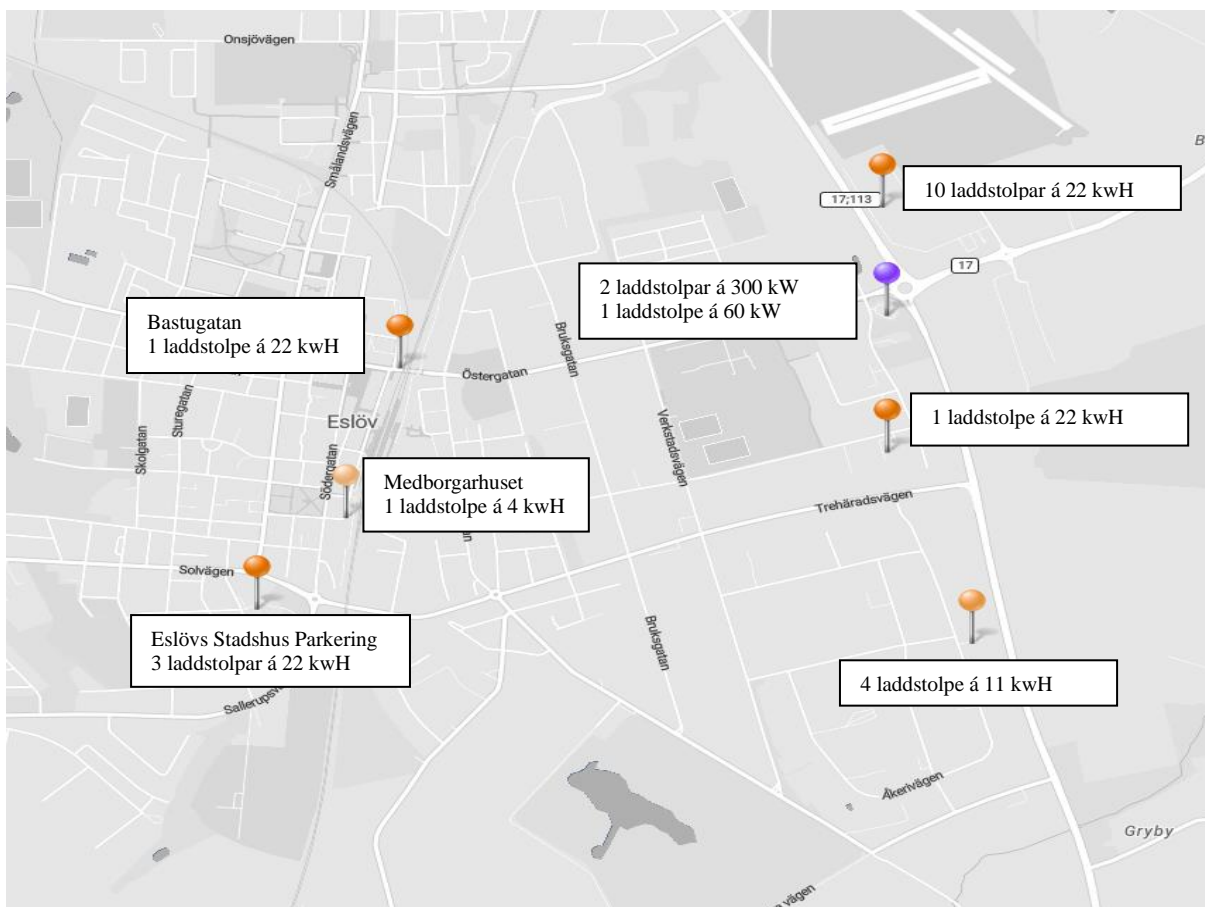 Onsjövägen
Smålandsvägen
B
10 laddstolpar á 22 kwH
17;113
17
2 laddstolpar á 300 kW
1 laddstolpe á 60 kW
Bastugatan
1 laddstolpe á 22 kwH
Bruksgatan
Östergatan
Sturegatan
Skolgatan
Eslöv
Södergatan
Verkstadsvägen
1 laddstolpe á 22 kwH
Medborgarhuset
1 laddstolpe á 4 kwH
Trehäradsvägen
Solvägen
Eslövs Stadshus Parkering
3 laddstolpar á 22 kwH
Bruksgatan
4 laddstolpe á 11 kwH
Åkerivägen
Gryby
vägen